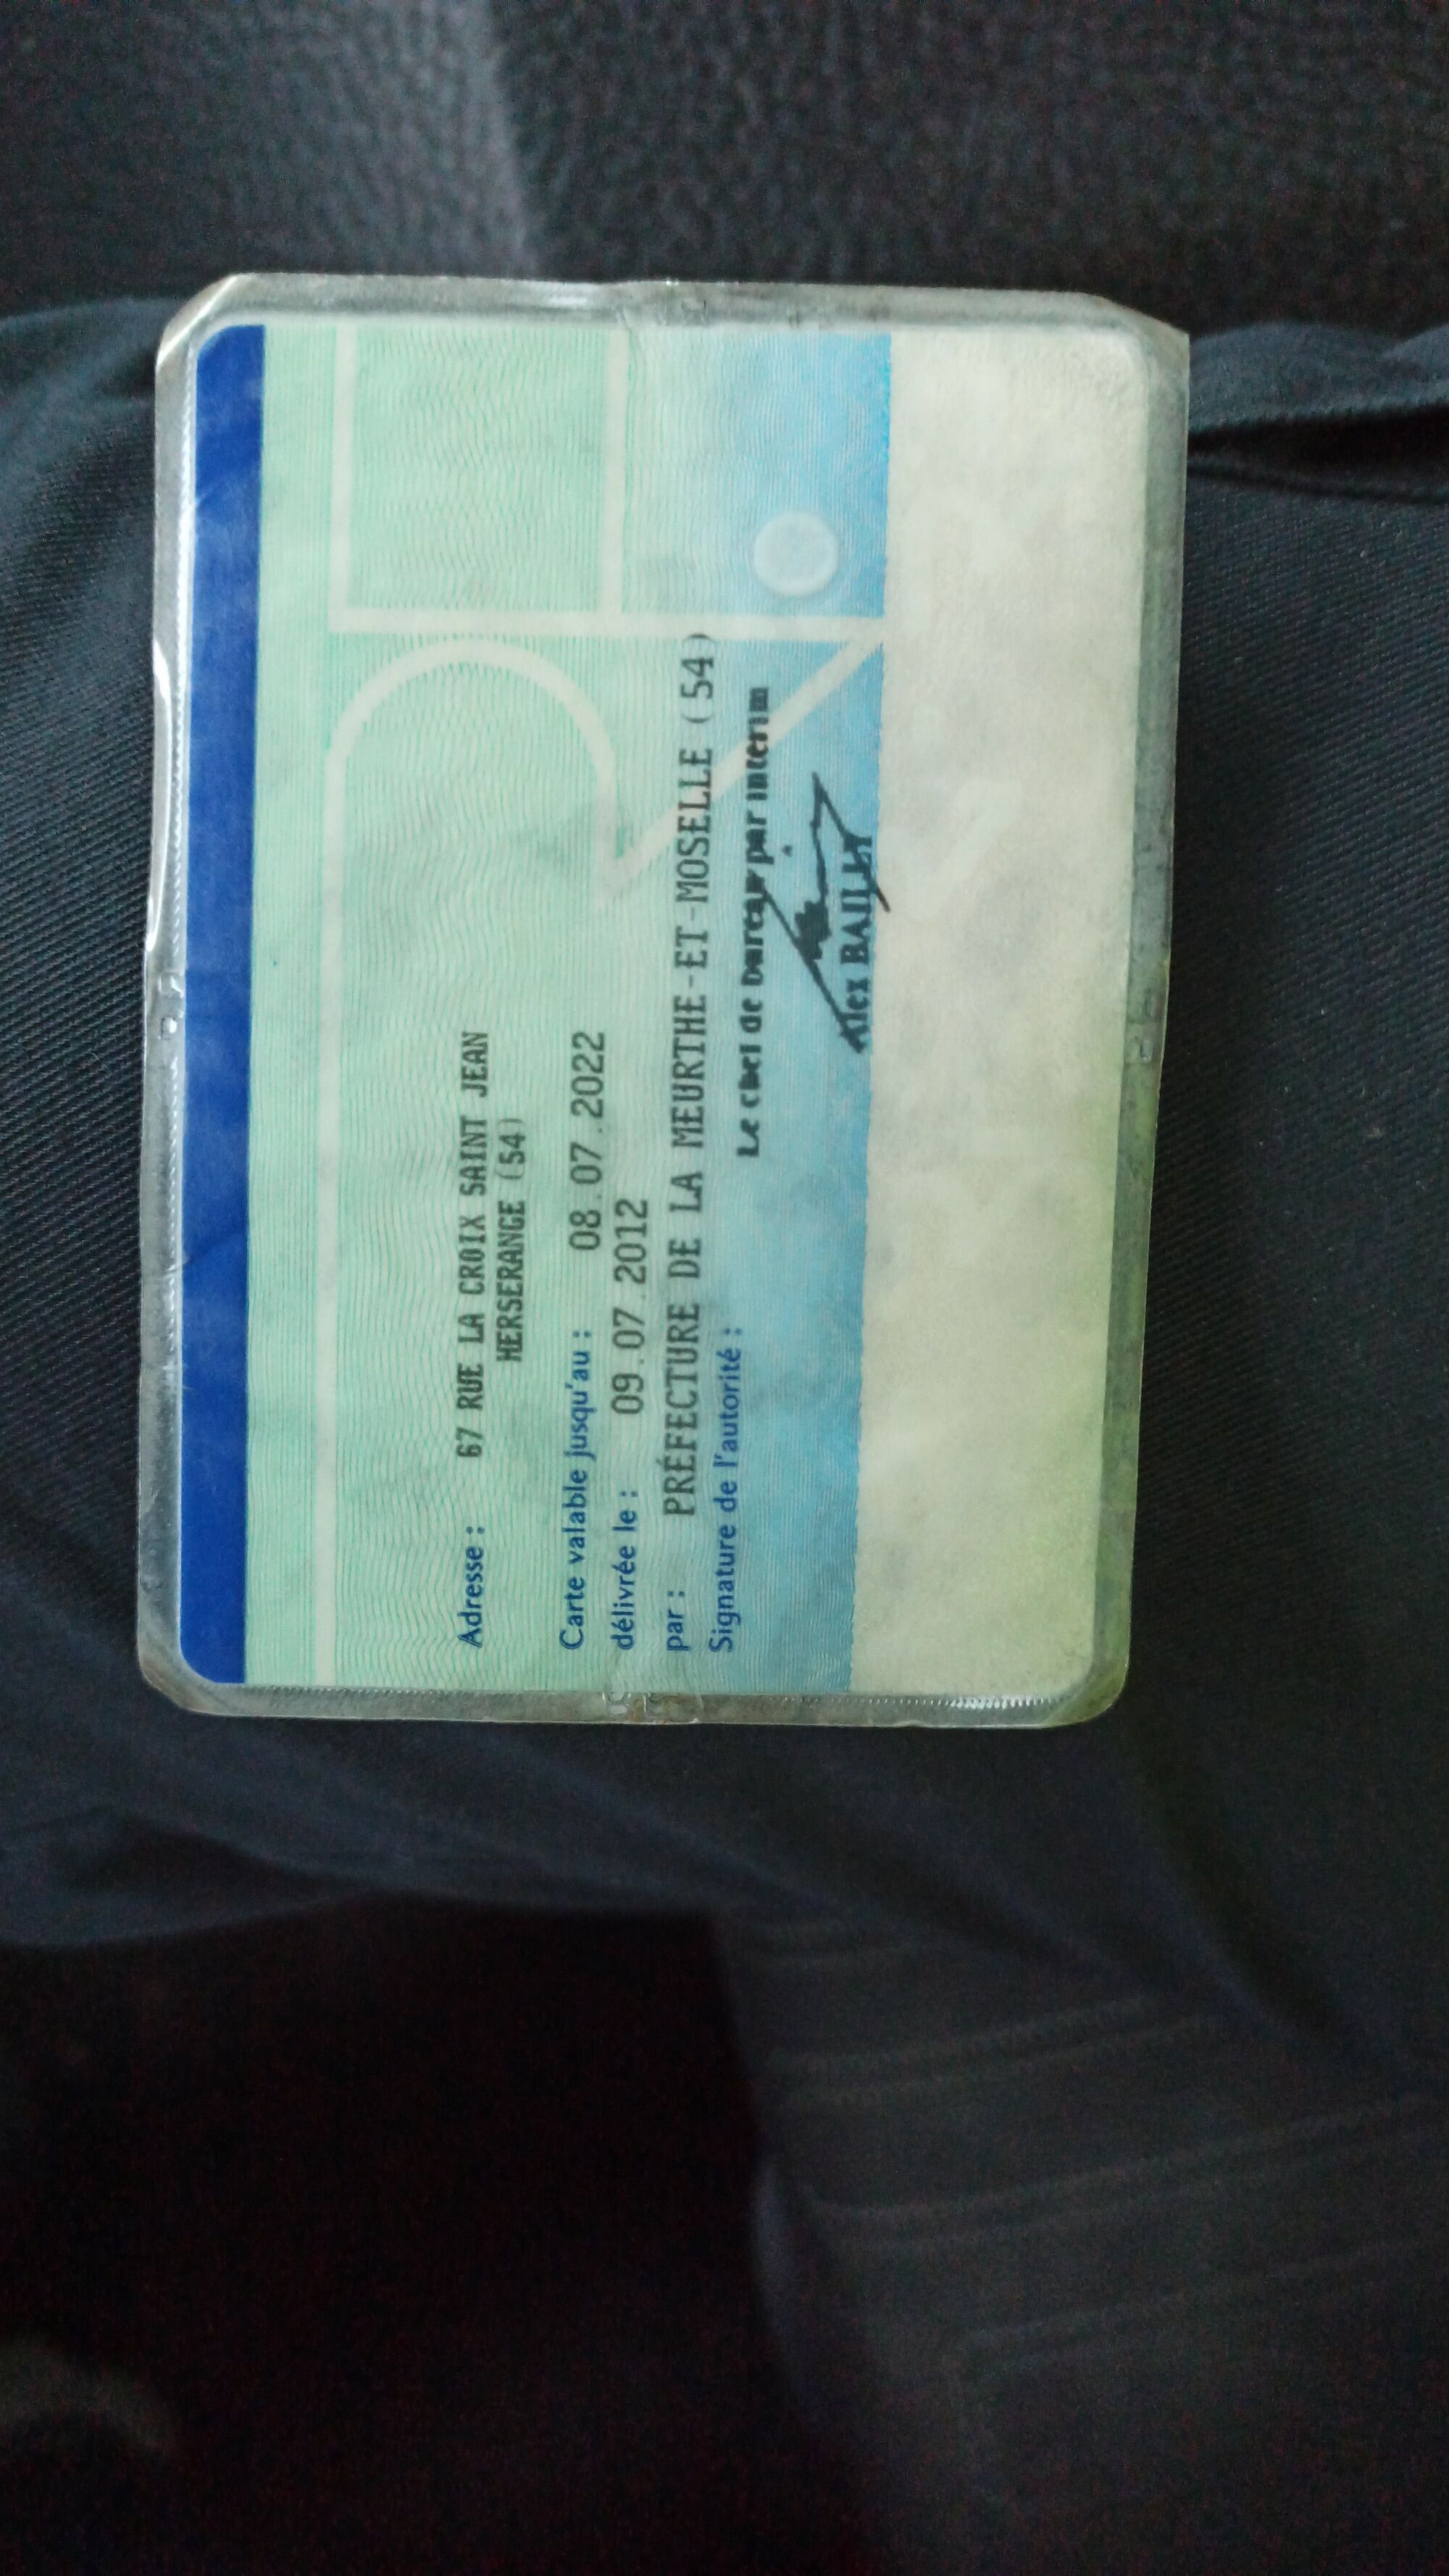 Adresse : 67 RUE LA CROIX SAINT JEAN
HERSERANGE (54)
Carte valable jusqu'au : 08.07.2022
délivrée le : 09.07.2012
par : PRÉFECTURE DE LA MEURTHE-ET-MOSELLE (54)
Signature de l'autorité :
Le Chef de Bureau par intérim
Alex BAILLY